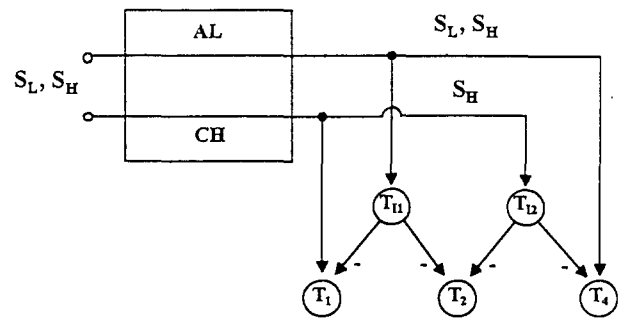 AL
S_L, S_H
S_L, S_H
S_H
CH
T_I1
T_I2
-
-
-
-
T_1
T_2
T_4